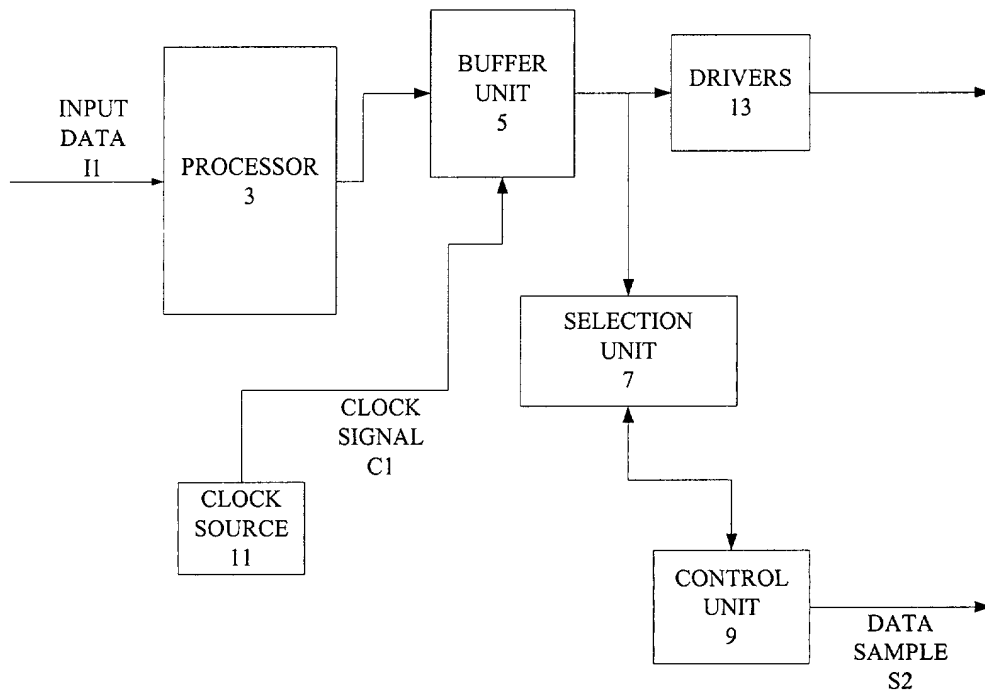 INPUT
DATA
I1
PROCESSOR
3
BUFFER
UNIT
5
DRIVERS
13
SELECTION
UNIT
7
CLOCK
SIGNAL
C1
CLOCK
SOURCE
11
CONTROL
UNIT
9
DATA
SAMPLE
S2